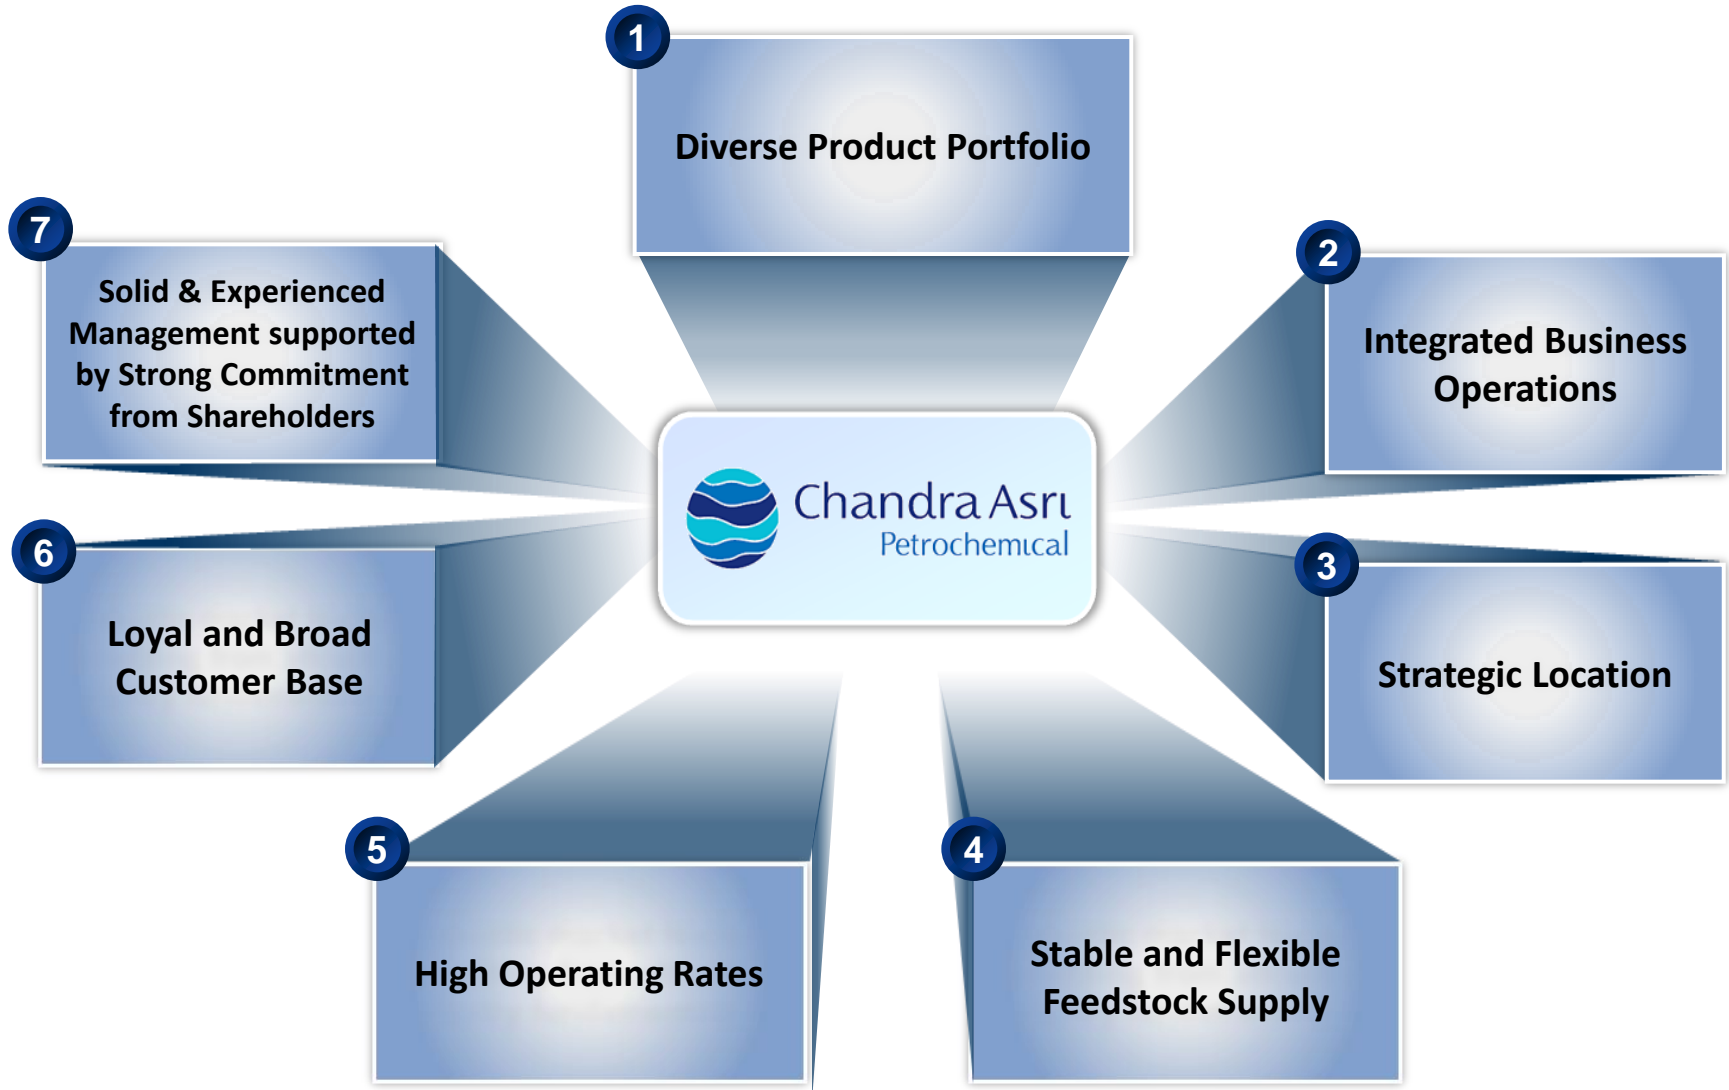 1
Diverse Product Portfolio
2
Integrated Business
Operations
3
Strategic Location
4
Stable and Flexible
Feedstock Supply
5
High Operating Rates
6
Loyal and Broad
Customer Base
7
Solid & Experienced
Management supported
by Strong Commitment
from Shareholders
Chandra Asri
Petrochemical